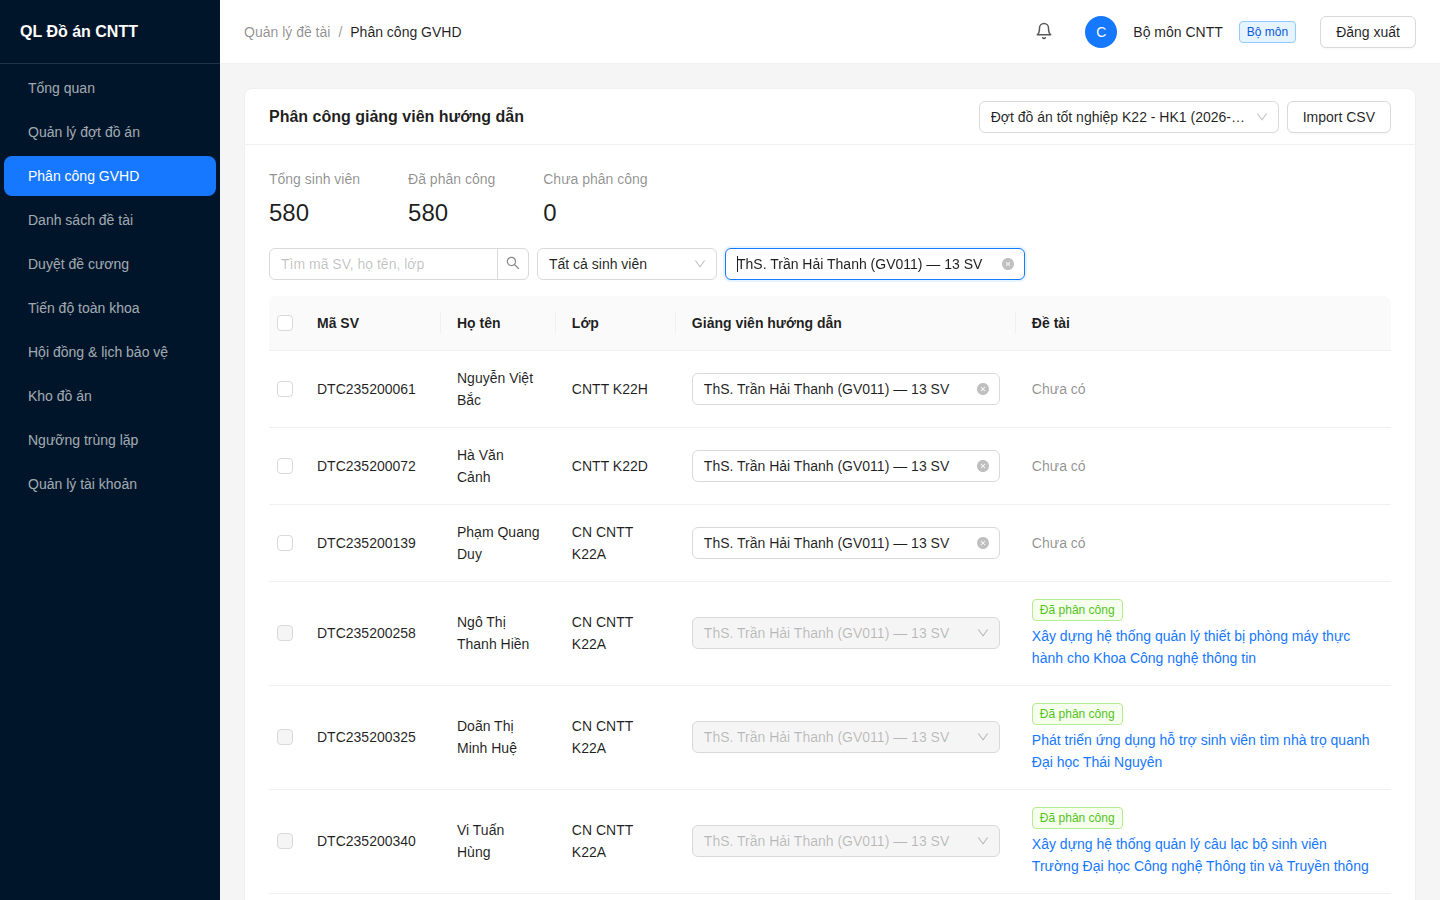 QL Đồ án CNTT
Tổng quan
Quản lý đợt đồ án
Phân công GVHD
Danh sách đề tài
Duyệt đề cương
Tiến độ toàn khoa
Hội đồng & lịch bảo vệ
Kho đồ án
Ngưỡng trùng lặp
Quản lý tài khoản
Quản lý đề tài / Phân công GVHD
C Bộ môn CNTT Bộ môn Đăng xuất
Phân công giảng viên hướng dẫn
Đợt đồ án tốt nghiệp K22 - HK1 (2026-... Import CSV
Tổng sinh viên Đã phân công Chưa phân công
580 580 0
Tìm mã SV, họ tên, lớp Tất cả sinh viên ThS. Trần Hải Thanh (GV011) — 13 SV
Mã SV Họ tên Lớp Giảng viên hướng dẫn Đề tài
DTC235200061 Nguyễn Việt Bắc CNTT K22H ThS. Trần Hải Thanh (GV011) — 13 SV Chưa có
DTC235200072 Hà Văn Cảnh CNTT K22D ThS. Trần Hải Thanh (GV011) — 13 SV Chưa có
DTC235200139 Phạm Quang Duy CN CNTT K22A ThS. Trần Hải Thanh (GV011) — 13 SV Chưa có
DTC235200258 Ngô Thị Thanh Hiền CN CNTT K22A ThS. Trần Hải Thanh (GV011) — 13 SV Đã phân công
Xây dựng hệ thống quản lý thiết bị phòng máy thực
hành cho Khoa Công nghệ thông tin
DTC235200325 Doãn Thị Minh Huệ CN CNTT K22A ThS. Trần Hải Thanh (GV011) — 13 SV Đã phân công
Phát triển ứng dụng hỗ trợ sinh viên tìm nhà trọ quanh
Đại học Thái Nguyên
DTC235200340 Vi Tuấn Hùng CN CNTT K22A ThS. Trần Hải Thanh (GV011) — 13 SV Đã phân công
Xây dựng hệ thống quản lý câu lạc bộ sinh viên
Trường Đại học Công nghệ Thông tin và Truyền thông